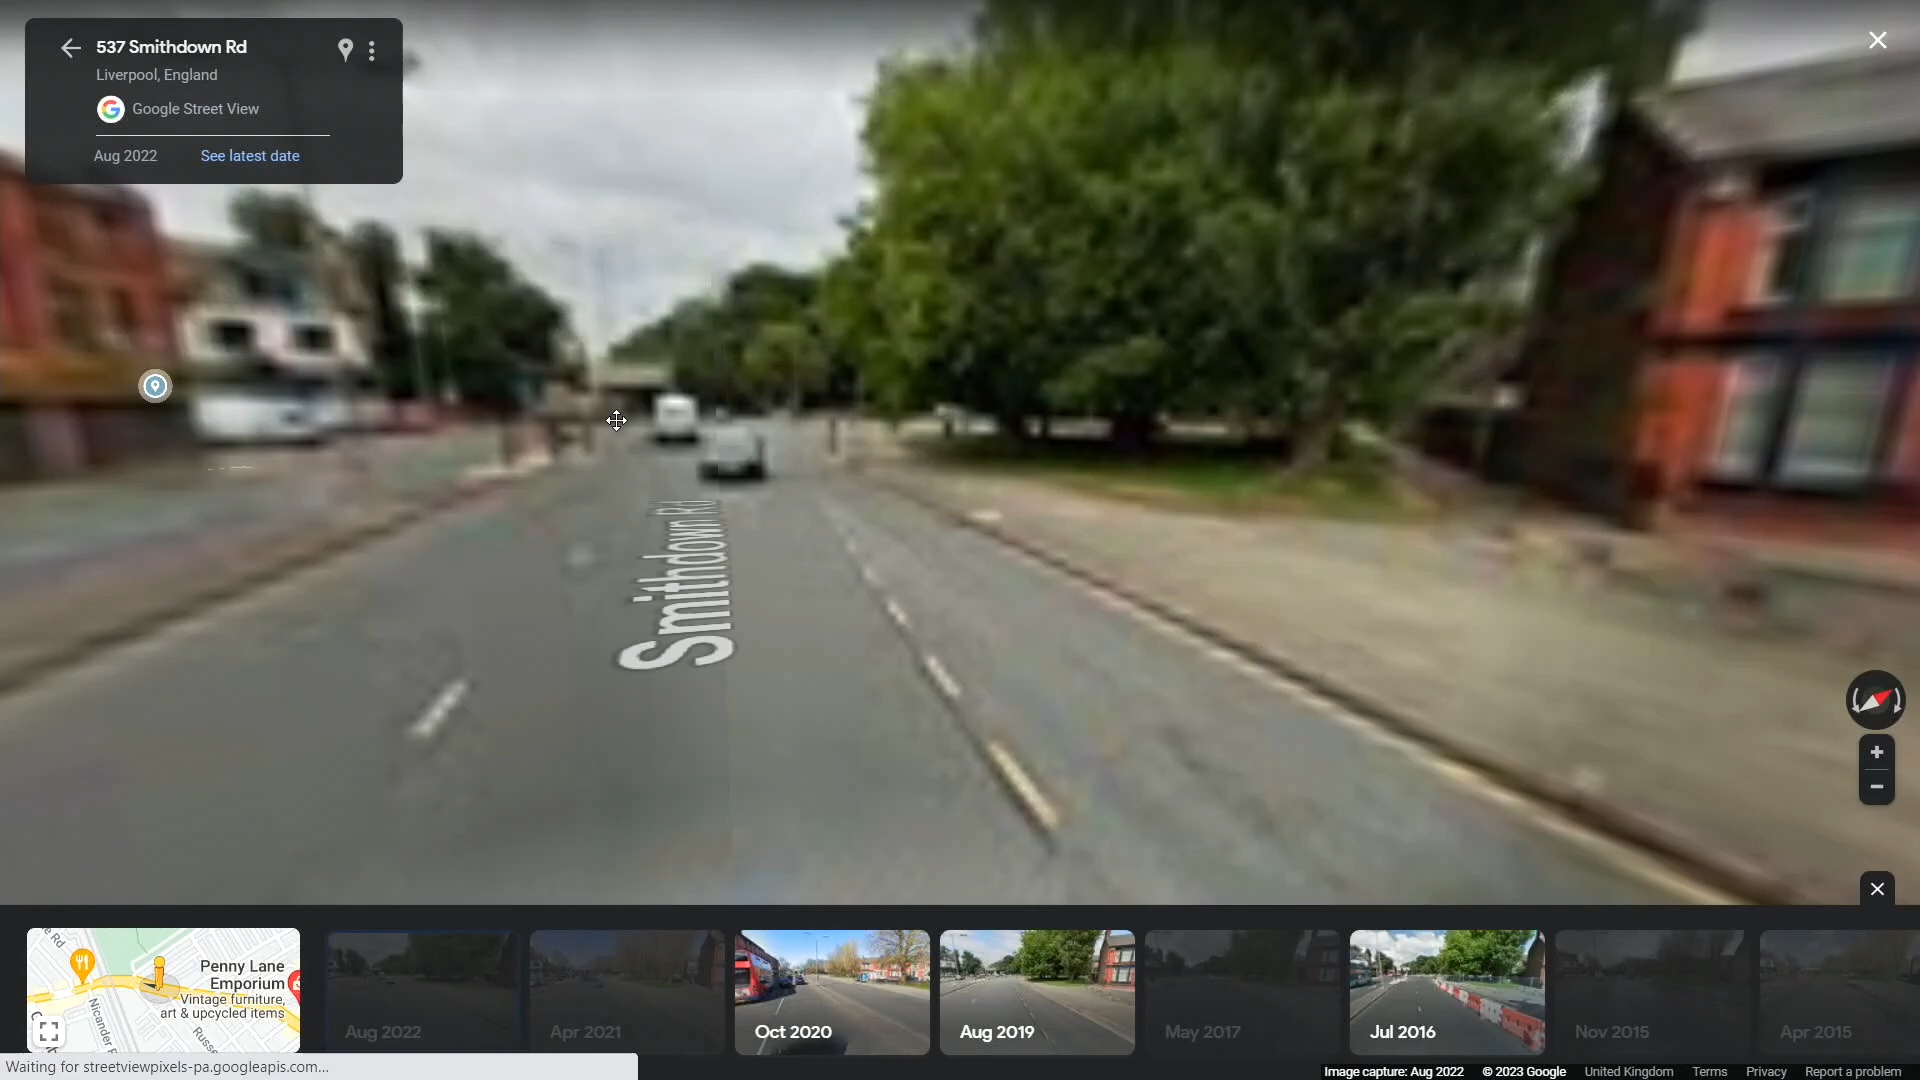 537 Smithdown Rd
Liverpool, England
Google Street View
Aug 2022
See latest date
Smithdown Rd
Penny Lane
Emporium
Vintage furniture,
art & upcycled items
Nicander
Aug 2022
Apr 2021
Oct 2020
Aug 2019
May 2017
Jul 2016
Nov 2015
Apr 2015
Waiting for streetviewpixels-pa.googleapis.com...
Image capture: Aug 2022 © 2023 Google United Kingdom Terms Privacy Report a problem